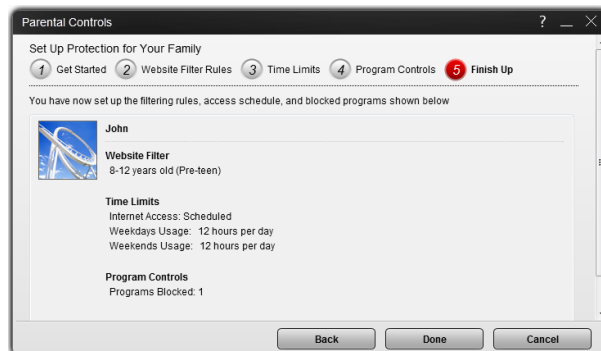 Parental Controls
? _ X
Set Up Protection for Your Family
1 Get Started 2 Website Filter Rules 3 Time Limits 4 Program Controls 5 Finish Up
You have now set up the filtering rules, access schedule, and blocked programs shown below
John
Website Filter
8-12 years old (Pre-teen)
Time Limits
Internet Access: Scheduled
Weekdays Usage: 12 hours per day
Weekends Usage: 12 hours per day
Program Controls
Programs Blocked: 1
Back Done Cancel